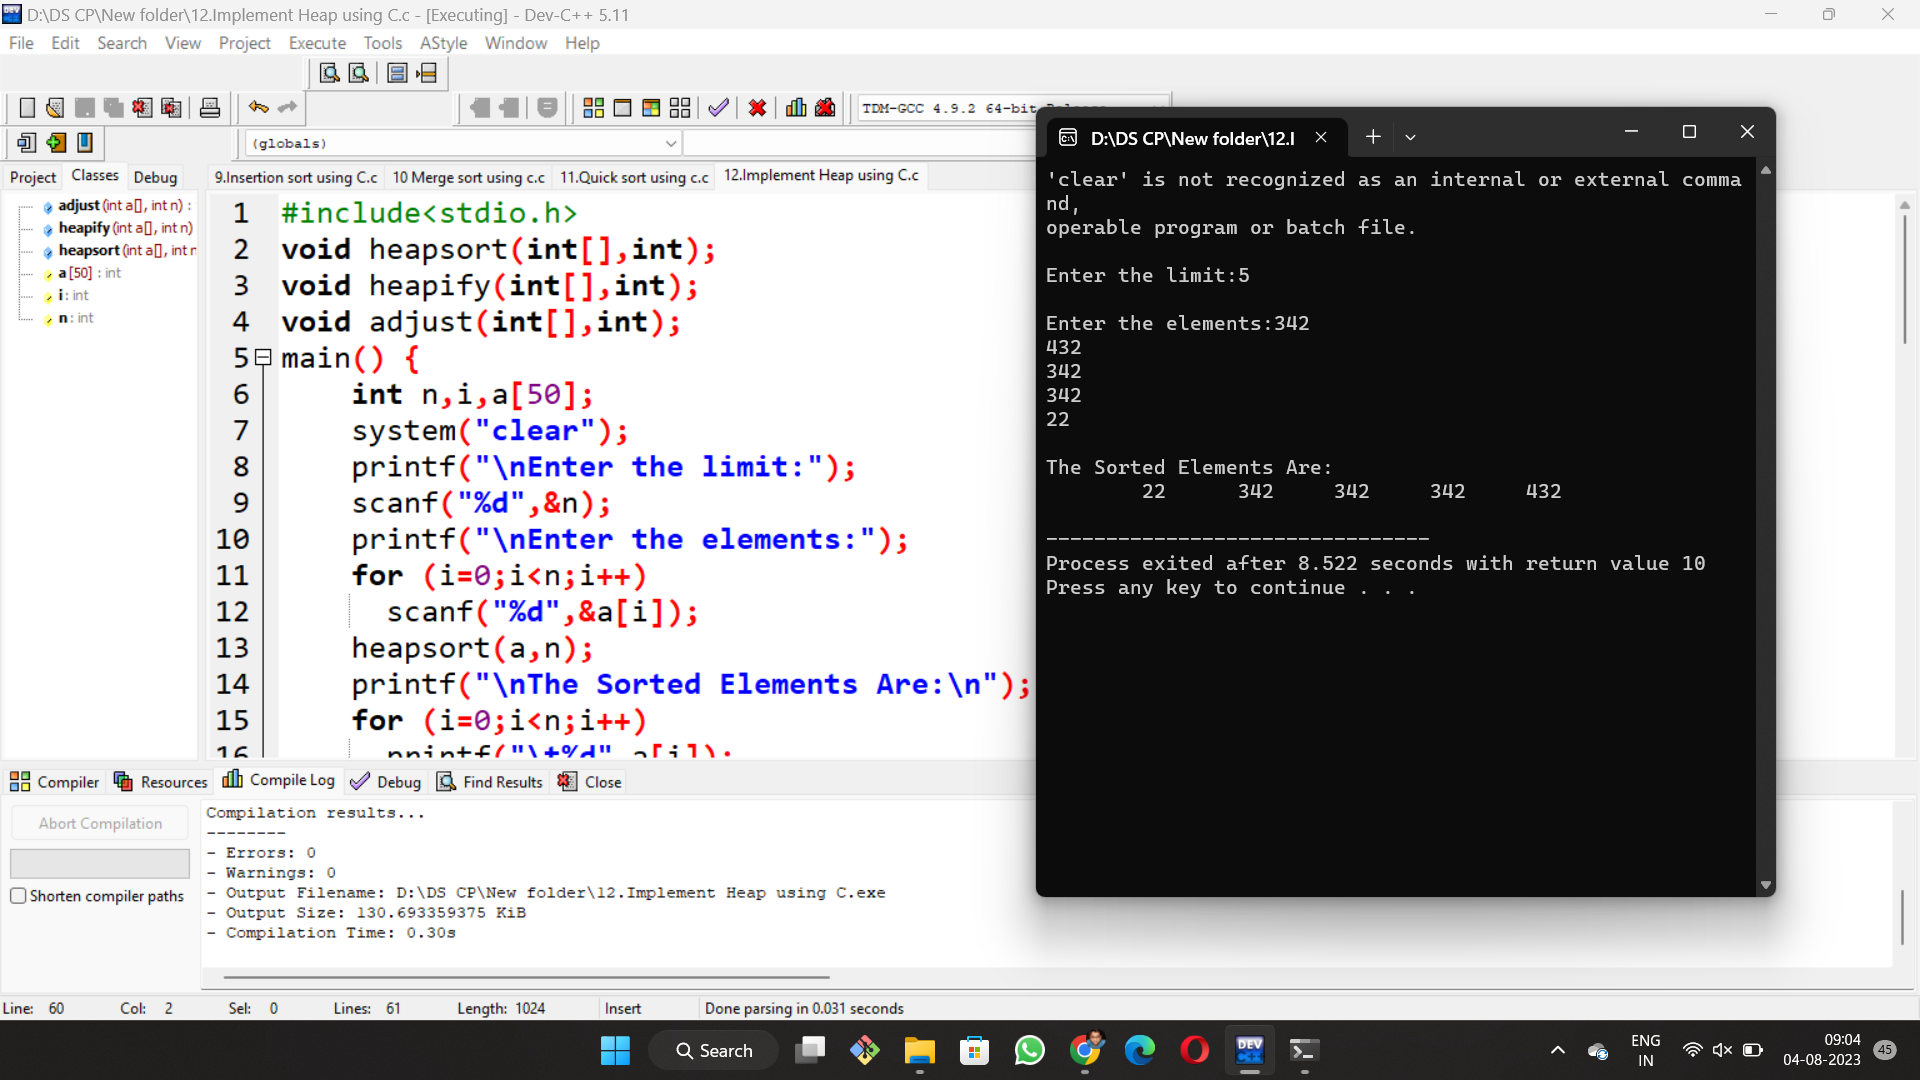 D:\DS CP\New folder\12.Implement Heap using C.c - [Executing] - Dev-C++ 5.11
File Edit Search View Project Execute Tools AStyle Window Help
TDM-GCC 4.9.2 64-bit
(globals)
Project Classes Debug
9.Insertion sort using C.c 10 Merge sort using c.c 11.Quick sort using c.c 12.Implement Heap using C.c
adjust (int a[], int n) :
heapify (int a[], int n)
heapsort (int a[], int n
a [50] : int
i : int
n : int
1 #include<stdio.h>
2 void heapsort(int[],int);
3 void heapify(int[],int);
4 void adjust(int[],int);
5 main() {
6 int n,i,a[50];
7 system("clear");
8 printf("\nEnter the limit:");
9 scanf("%d",&n);
10 printf("\nEnter the elements:");
11 for (i=0;i<n;i++)
12 scanf("%d",&a[i]);
13 heapsort(a,n);
14 printf("\nThe Sorted Elements Are:\n");
15 for (i=0;i<n;i++)
16 printf("\t%d",a[i]);
D:\DS CP\New folder\12.I
'clear' is not recognized as an internal or external comma
nd,
operable program or batch file.
Enter the limit:5
Enter the elements:342
432
342
342
22
The Sorted Elements Are:
22 342 342 342 432
--------------------------------
Process exited after 8.522 seconds with return value 10
Press any key to continue . . .
Compiler Resources Compile Log Debug Find Results Close
Abort Compilation
Shorten compiler paths
Compilation results...
--------
- Errors: 0
- Warnings: 0
- Output Filename: D:\DS CP\New folder\12.Implement Heap using C.exe
- Output Size: 130.693359375 KiB
- Compilation Time: 0.30s
Line: 60 Col: 2 Sel: 0 Lines: 61 Length: 1024 Insert Done parsing in 0.031 seconds
Search
DEV
ENG
IN
09:04
04-08-2023
45